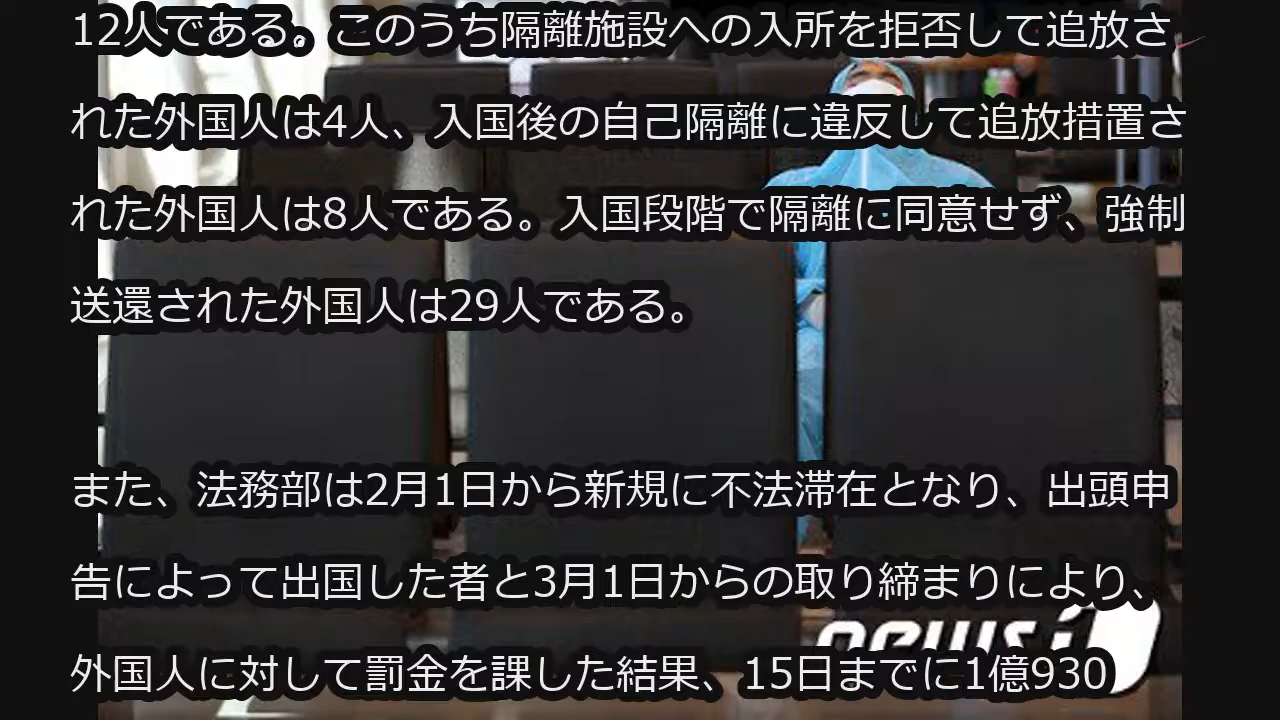 12人である。このうち隔離施設への入所を拒否して追放さ
れた外国人は4人、入国後の自己隔離に違反して追放措置さ
れた外国人は8人である。入国段階で隔離に同意せず、強制
送還された外国人は29人である。
また、法務部は2月1日から新規に不法滞在となり、出頭申
告によって出国した者と3月1日からの取り締まりにより、
外国人に対して罰金を課した結果、15日までに1億930
news1